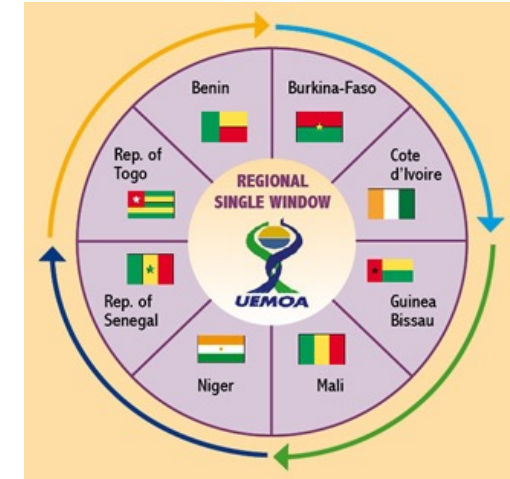 Benin
Burkina-Faso
Rep. of
Togo
Cote
d'Ivoire
REGIONAL
SINGLE WINDOW
UEMOA
Rep. of
Senegal
Guinea
Bissau
Niger
Mali